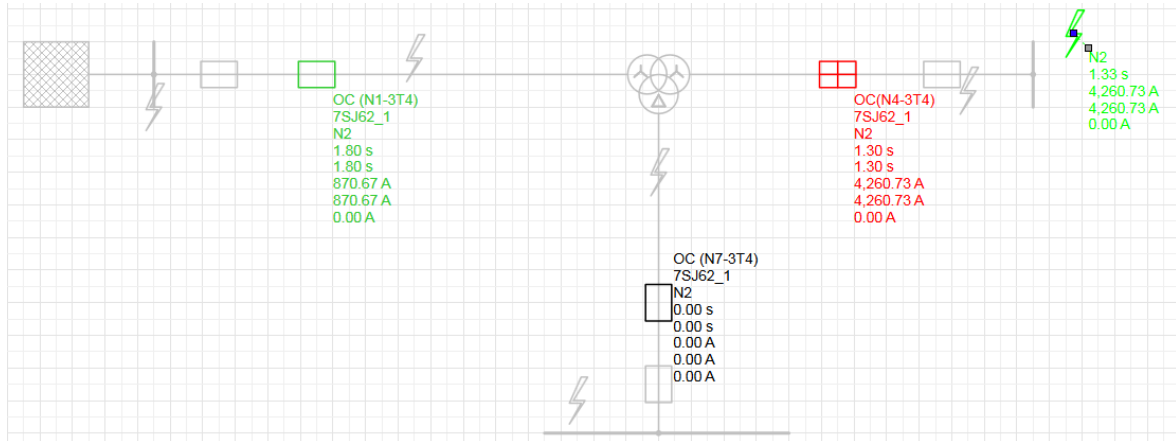 OC (N1-3T4)
7SJ62_1
N2
1.80 s
1.80 s
870.67 A
870.67 A
0.00 A
OC(N4-3T4)
7SJ62_1
N2
1.30 s
1.30 s
4,260.73 A
4,260.73 A
0.00 A
N2
1.33 s
4,260.73 A
4,260.73 A
0.00 A
OC (N7-3T4)
7SJ62_1
N2
0.00 s
0.00 s
0.00 A
0.00 A
0.00 A